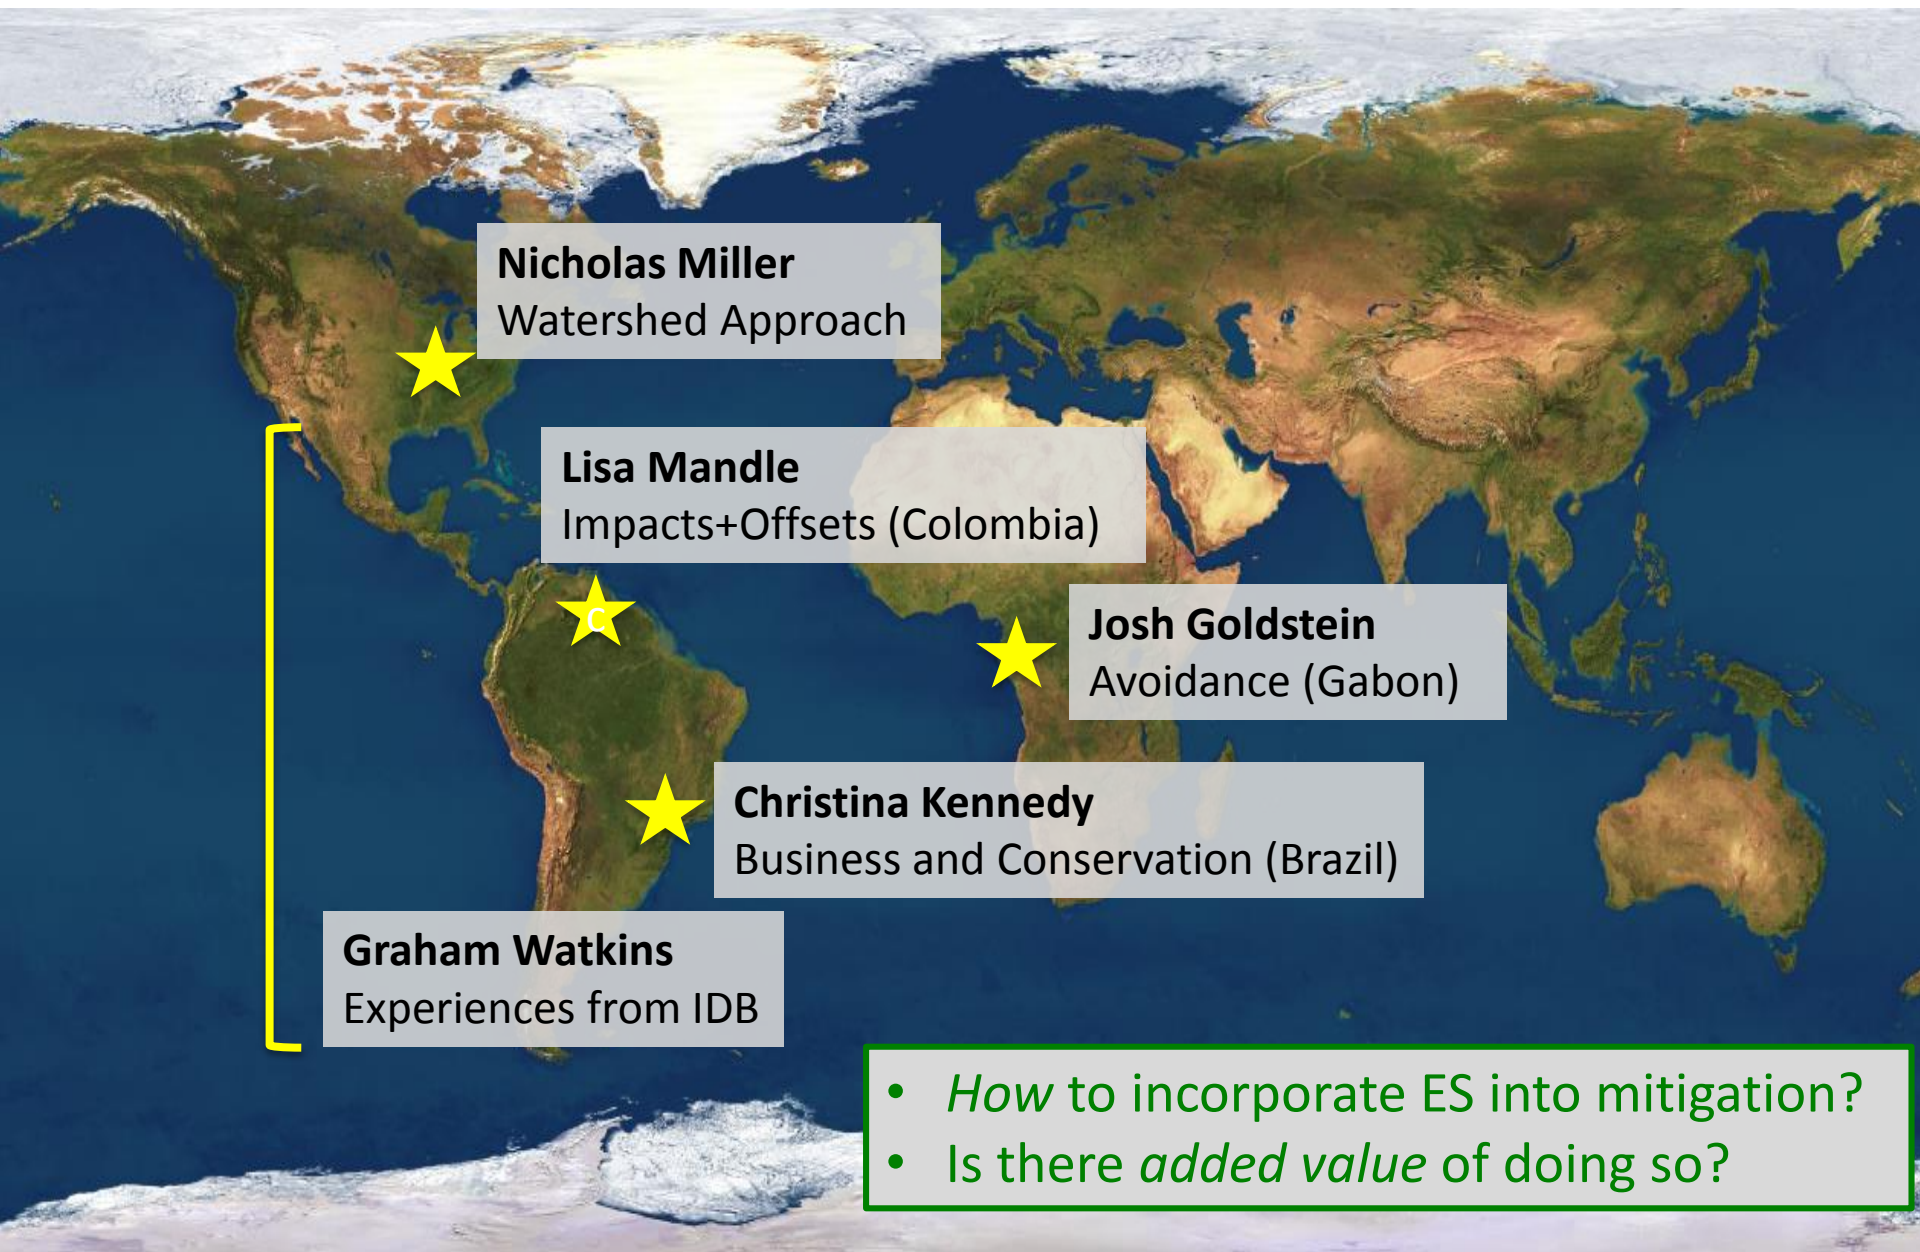 Nicholas Miller
Watershed Approach
Lisa Mandle
Impacts+Offsets (Colombia)
C
Josh Goldstein
Avoidance (Gabon)
Christina Kennedy
Business and Conservation (Brazil)
Graham Watkins
Experiences from IDB
• How to incorporate ES into mitigation?
• Is there added value of doing so?